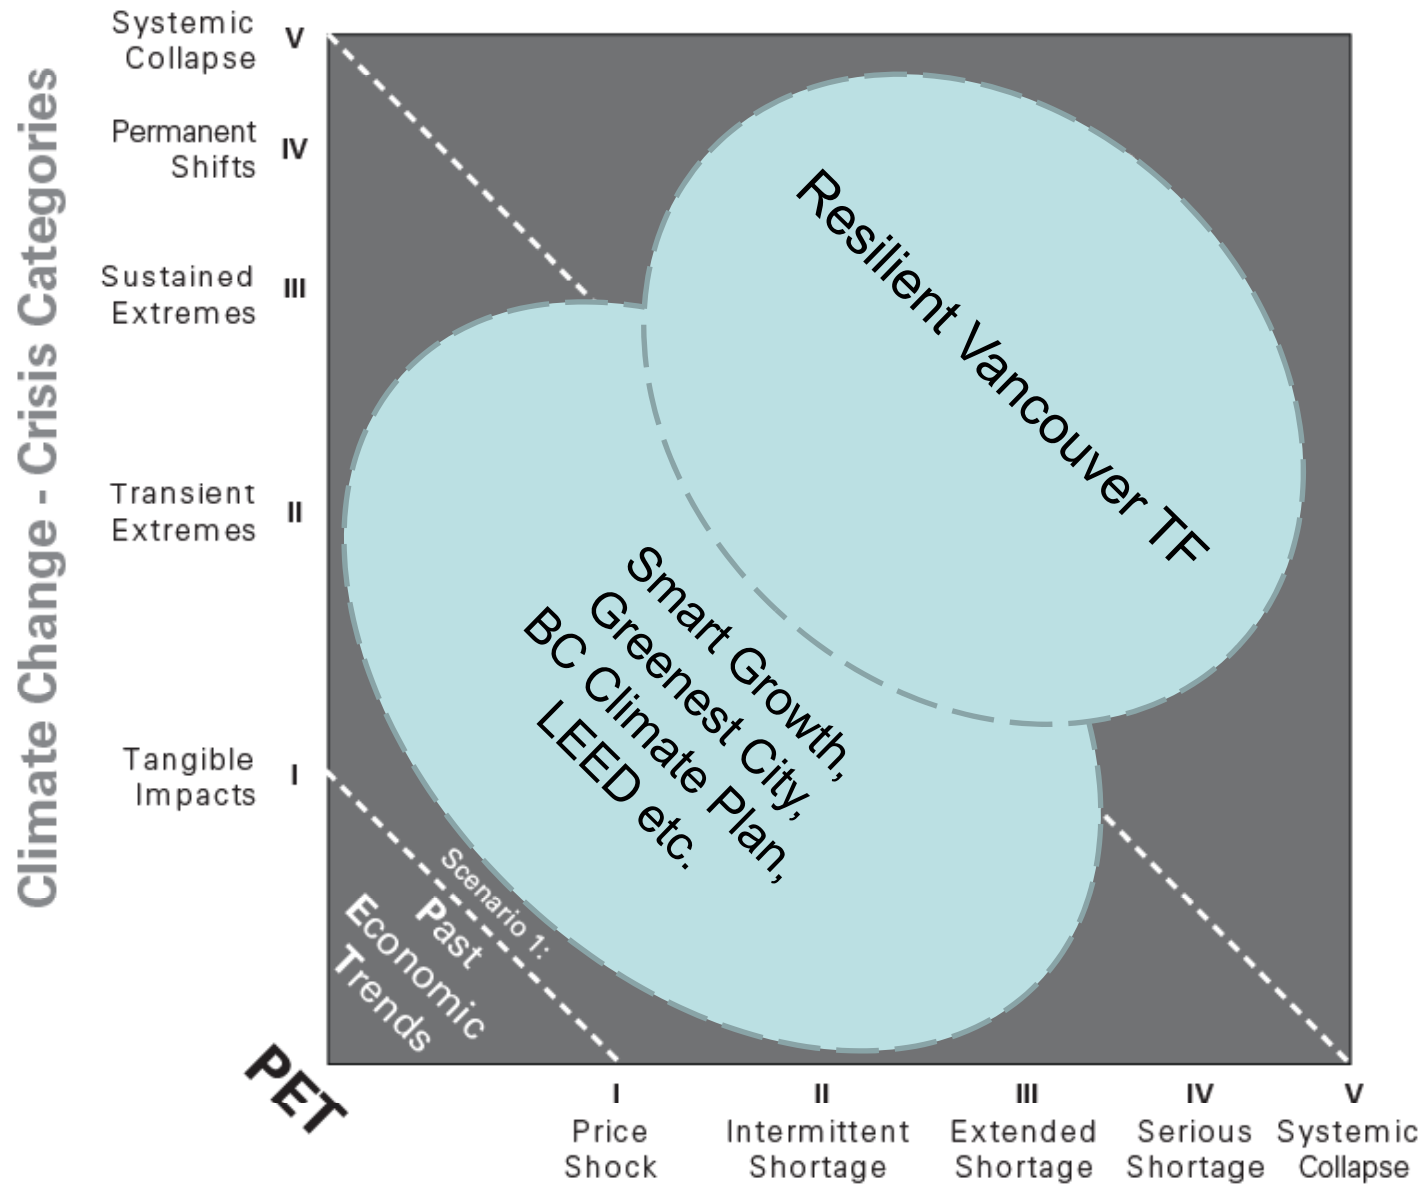 Climate Change - Crisis Categories
Systemic
Collapse
V
Permanent
Shifts
IV
Sustained
Extremes
III
Transient
Extremes
II
Tangible
Impacts
I
Resilient Vancouver TF
Smart Growth,
Greenest City,
BC Climate Plan,
LEED etc.
Scenario 1:
Past
Economic
Trends
PET
I
Price
Shock
II
Intermittent
Shortage
III
Extended
Shortage
IV
Serious
Shortage
V
Systemic
Collapse